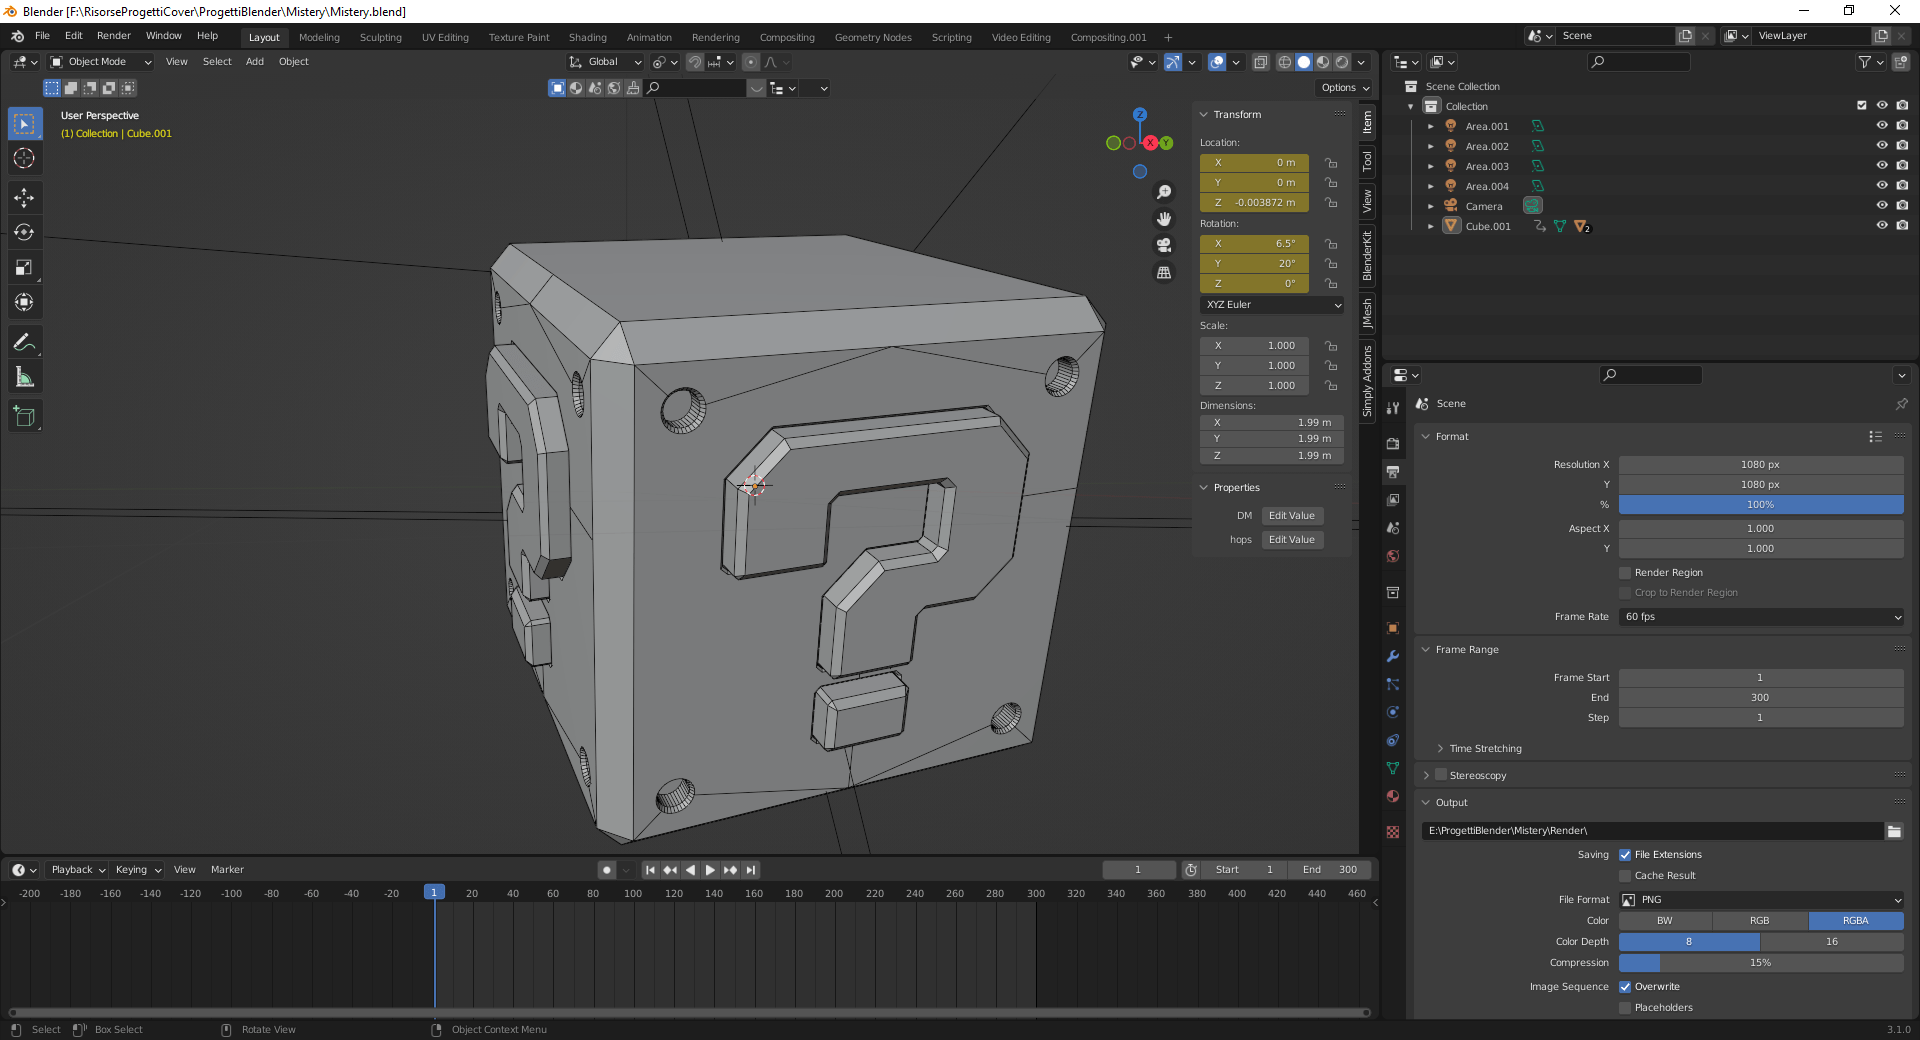 Blender [F:\RisorseProgettiCover\ProgettiBlender\Mistery\Mistery.blend]
File Edit Render Window Help Layout Modeling Sculpting UV Editing Texture Paint Shading Animation Rendering Compositing Geometry Nodes Scripting Video Editing Compositing.001 + Scene ViewLayer
Object Mode View Select Add Object Global
Options
User Perspective
(1) Collection | Cube.001
Z
X Y
Transform
Location:
X 0 m
Y 0 m
Z -0.003872 m
Rotation:
X 6.5°
Y 20°
Z 0°
XYZ Euler
Scale:
X 1.000
Y 1.000
Z 1.000
Dimensions:
X 1.99 m
Y 1.99 m
Z 1.99 m
Properties
DM Edit Value
hops Edit Value
Item
Tool
View
BlenderKit
JMesh
Simply Addons
Scene Collection
Collection
Area.001
Area.002
Area.003
Area.004
Camera
Cube.001 2
Scene
Format
Resolution X 1080 px
Y 1080 px
% 100%
Aspect X 1.000
Y 1.000
Render Region
Crop to Render Region
Frame Rate 60 fps
Frame Range
Frame Start 1
End 300
Step 1
Time Stretching
Stereoscopy
Output
E:\ProgettiBlender\Mistery\Render\
Saving File Extensions
Cache Result
File Format PNG
Color BW RGB RGBA
Color Depth 8 16
Compression 15%
Image Sequence Overwrite
Placeholders
Playback Keying View Marker 1 Start 1 End 300
-200 -180 -160 -140 -120 -100 -80 -60 -40 -20 1 20 40 60 80 100 120 140 160 180 200 220 240 260 280 300 320 340 360 380 400 420 440 460
Select Box Select Rotate View Object Context Menu 3.1.0